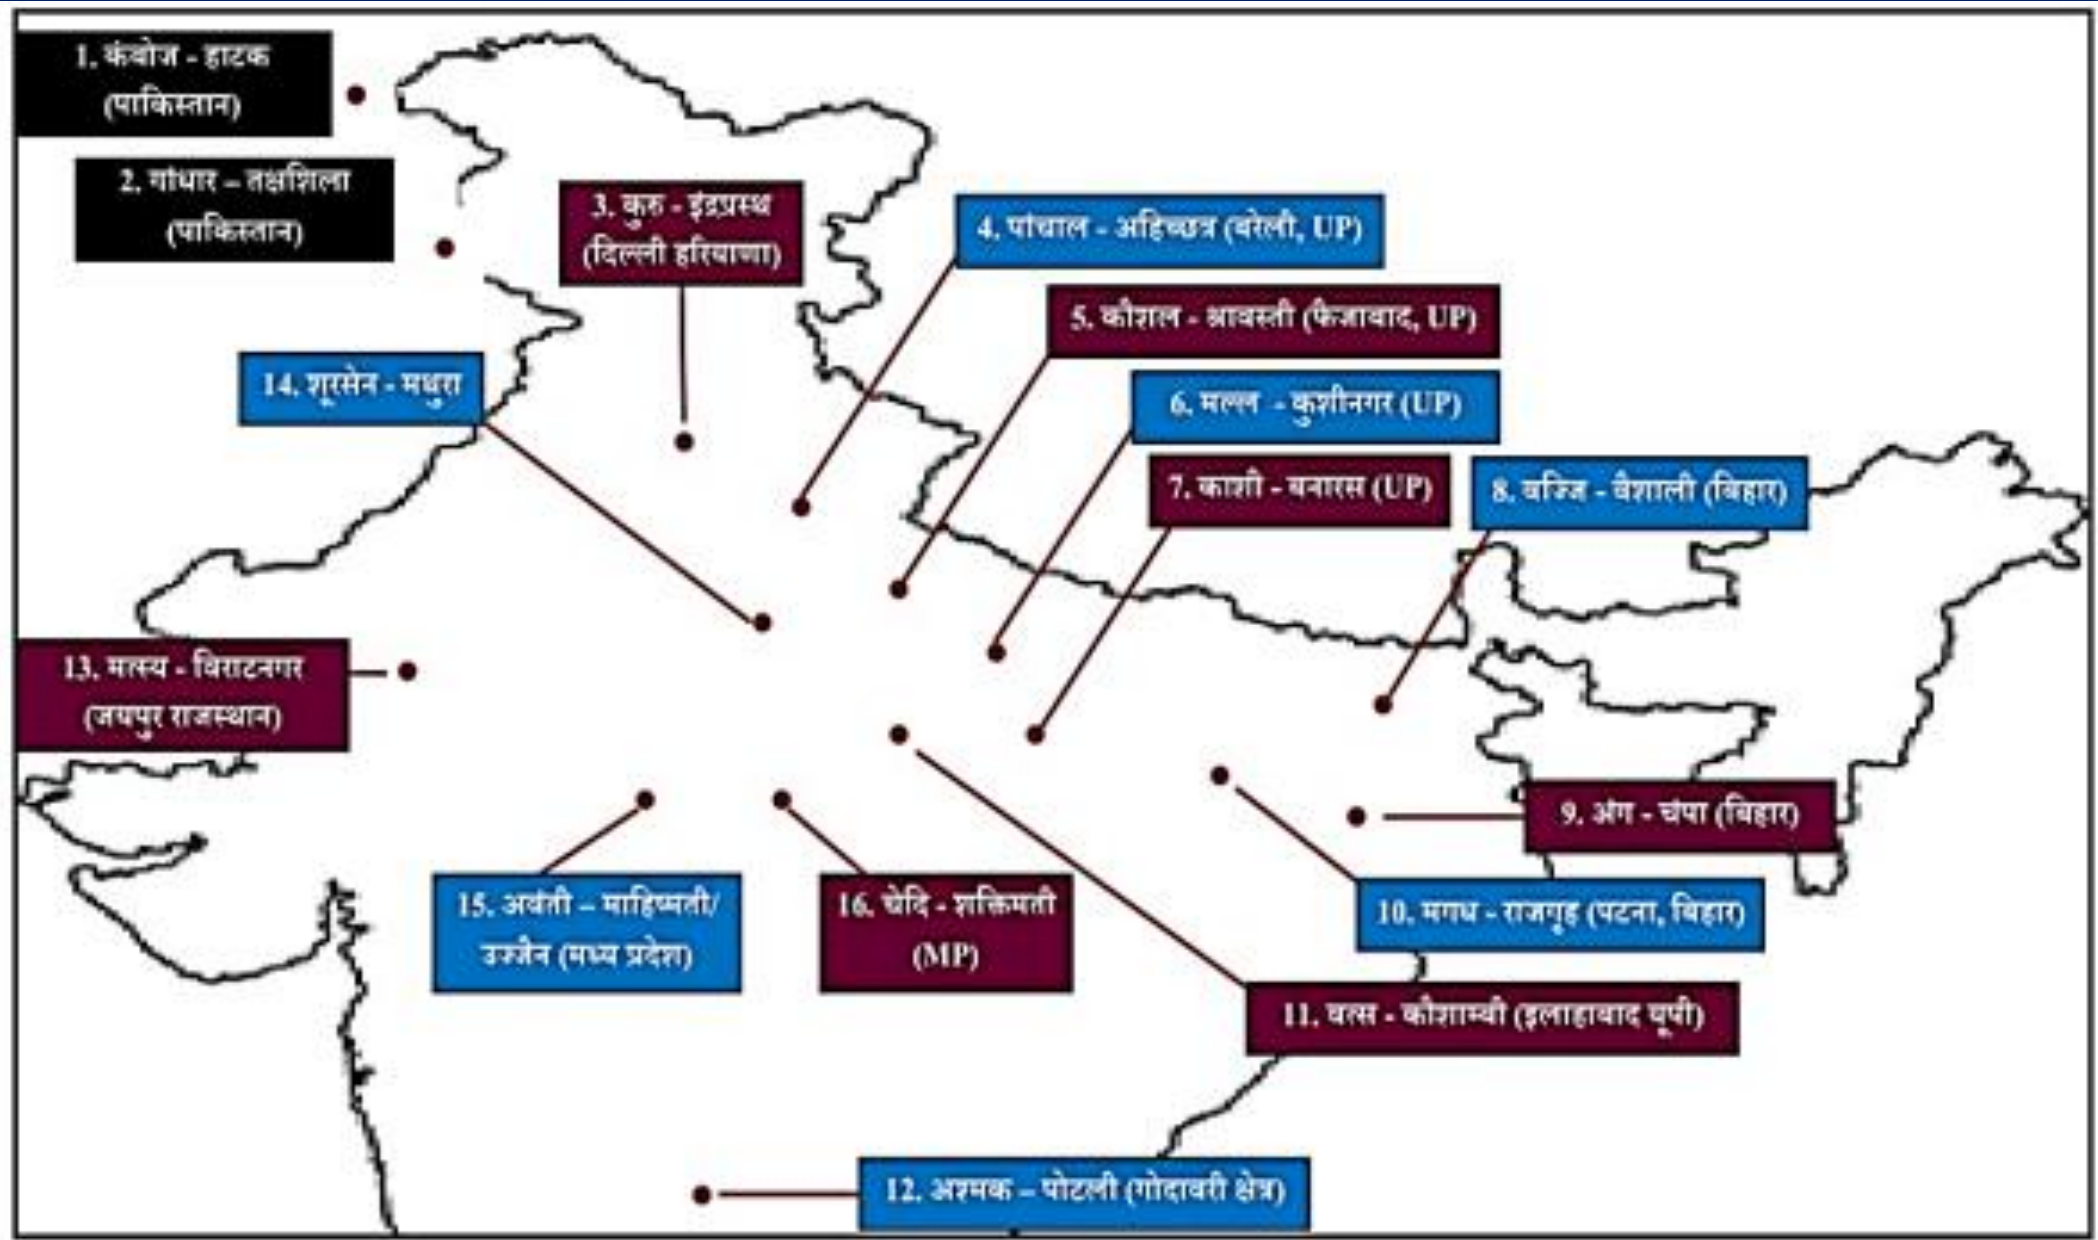 1. कंबोज - हाटक
(पाकिस्तान)
2. गांधार – तक्षशिला
(पाकिस्तान)
3. कुरु - इंद्रप्रस्थ
(दिल्ली हरियाणा)
4. पांचाल - अहिच्छत्र (बरेली, UP)
5. कौशल - श्रावस्ती (फैजाबाद, UP)
14. शूरसेन - मथुरा
6. मल्ल - कुशीनगर (UP)
7. काशी - बनारस (UP)
8. वज्जि - वैशाली (बिहार)
13. मत्स्य - विराटनगर
(जयपुर राजस्थान)
9. अंग - चंपा (बिहार)
15. अवंती – माहिष्मती/
उज्जैन (मध्य प्रदेश)
16. चेदि - शक्तिमती
(MP)
10. मगध - राजगृह (पटना, बिहार)
11. वत्स - कौशाम्बी (इलाहाबाद यूपी)
12. अश्मक – पोटली (गोदावरी क्षेत्र)